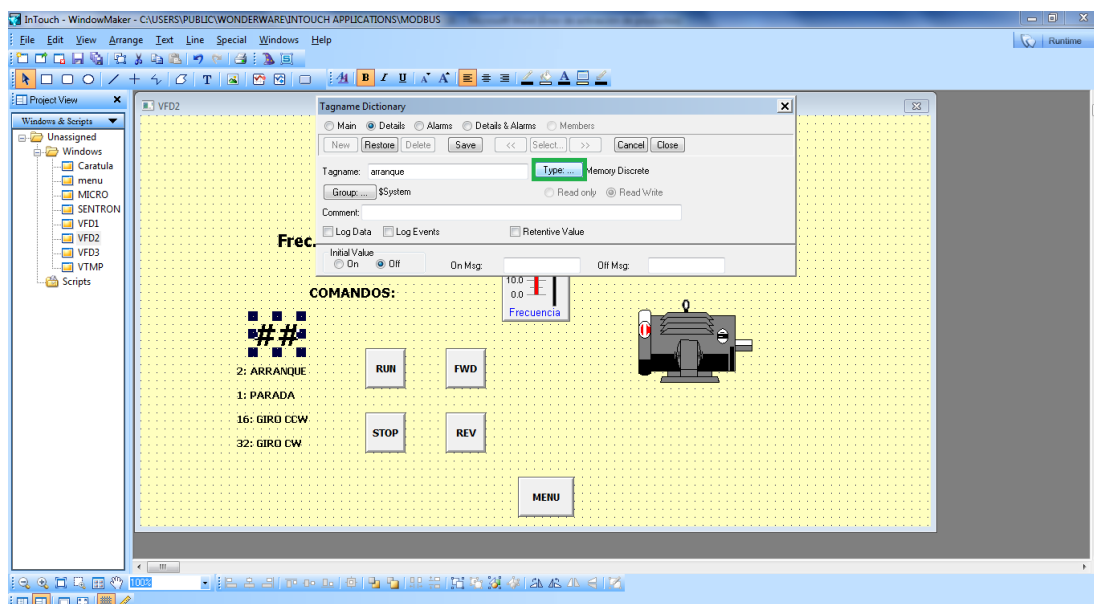 InTouch - WindowMaker - C:\USERS\PUBLIC\WONDERWARE\INTOUCH APPLICATIONS\MODBUS
File Edit View Arrange Text Line Special Windows Help
Runtime
T B I U A A A
Project View x
Windows & Scripts
Unassigned
Windows
Caratula
menu
MICRO
SENTRON
VFD1
VFD2
VFD3
VTMP
Scripts
VFD2
Tagname Dictionary
Main Details Alarms Details & Alarms Members
New Restore Delete Save << Select... >> Cancel Close
Tagname: arranque Type: ... Memory Discrete
Group: ... $System Read only Read Write
Comment:
Log Data Log Events Retentive Value
Initial Value
On Off On Msg: Off Msg:
Frec.
10.0
0.0
Frecuencia
COMANDOS:
0
##
2: ARRANQUE
1: PARADA
16: GIRO CCW
32: GIRO CW
RUN FWD
STOP REV
MENU
100%